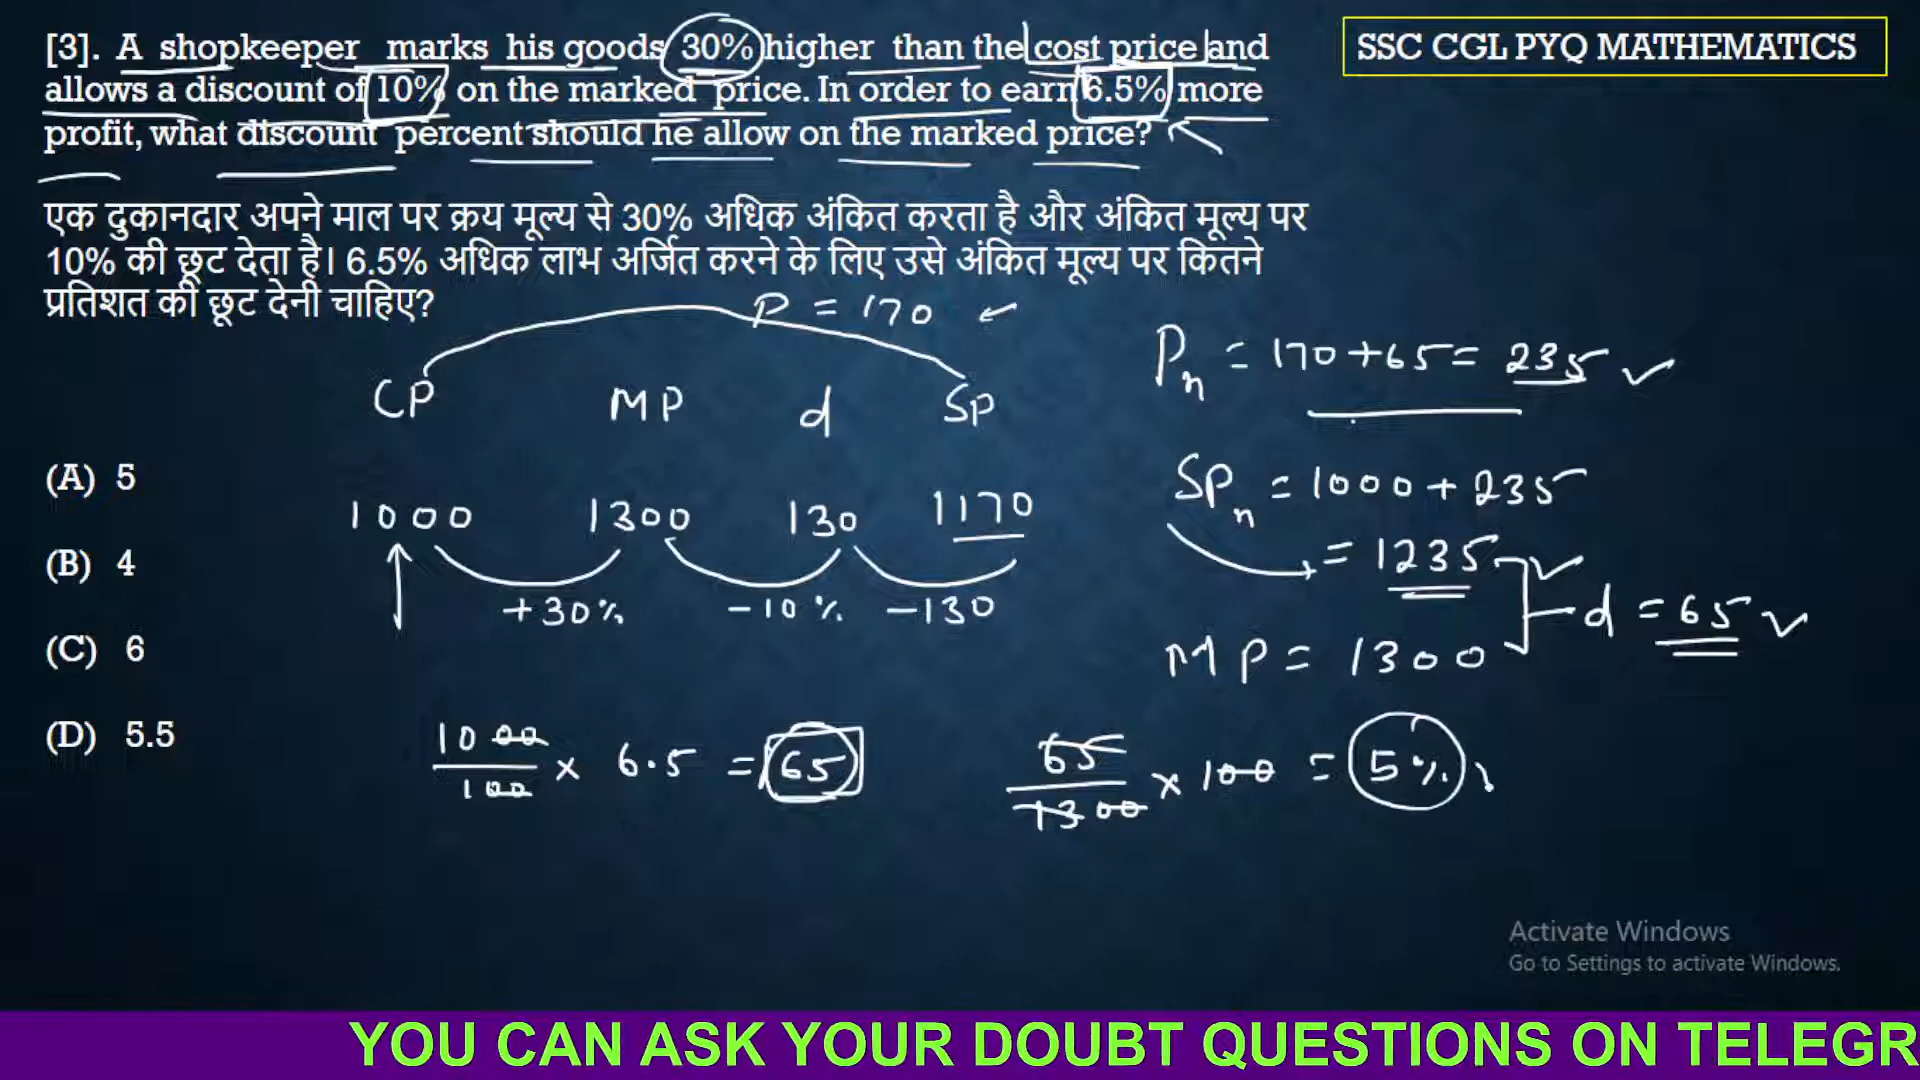 [3]. A shopkeeper marks his goods 30% higher than the cost price and
allows a discount of 10% on the marked price. In order to earn 6.5% more
profit, what discount percent should he allow on the marked price?
SSC CGL PYQ MATHEMATICS
एक दुकानदार अपने माल पर क्रय मूल्य से 30% अधिक अंकित करता है और अंकित मूल्य पर
10% की छूट देता है। 6.5% अधिक लाभ अर्जित करने के लिए उसे अंकित मूल्य पर कितने
प्रतिशत की छूट देनी चाहिए?
P = 170
CP MP d SP
1000 1300 130 1170
+30% -10% -130
(A) 5
(B) 4
(C) 6
(D) 5.5
1000/100 × 6.5 = 65
Pn = 170+65= 235
SPn = 1000 + 235
= 1235
MP = 1300
d = 65
65/1300 × 100 = 5%
Activate Windows
Go to Settings to activate Windows.
YOU CAN ASK YOUR DOUBT QUESTIONS ON TELEGR